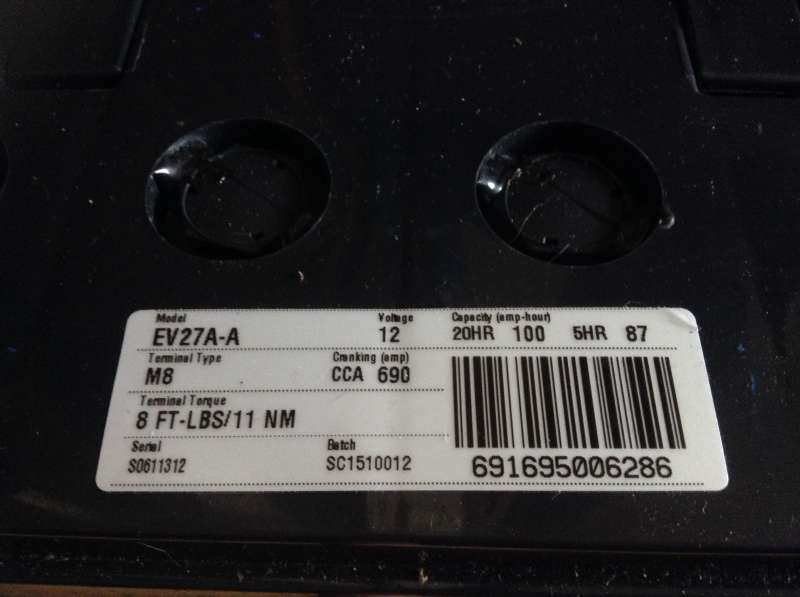 Model Voltage Capacity (amp-hour)
EV27A-A 12 20HR 100 5HR 87
Terminal Type Cranking (amp)
M8 CCA 690
Terminal Torque
8 FT-LBS/11 NM
Serial Batch
S0611312 SC1510012
691695006286